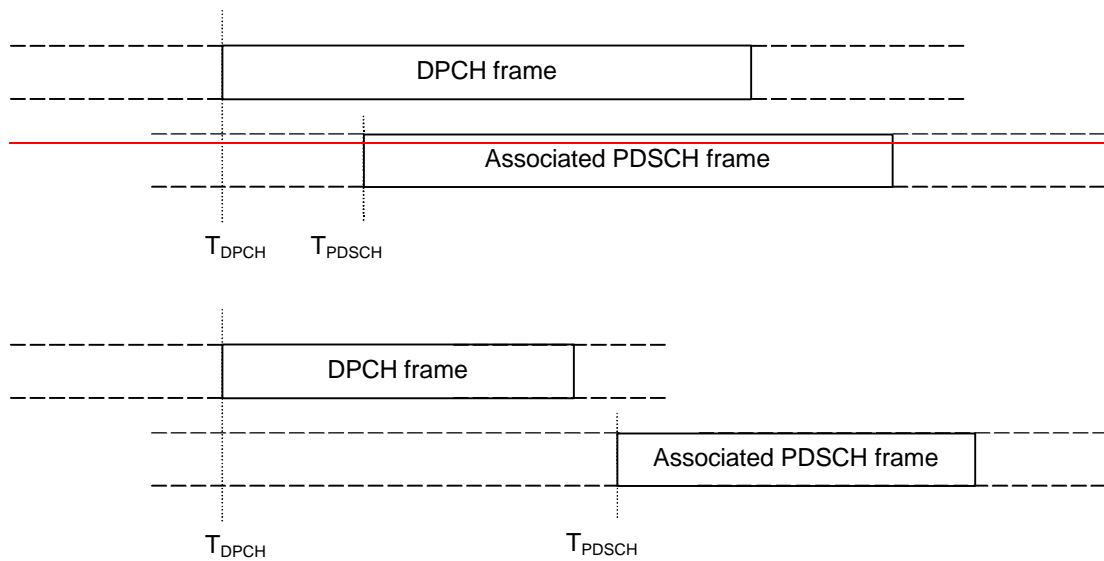 DPCH frame
Associated PDSCH frame
TDPCH TPDSCH
DPCH frame
Associated PDSCH frame
TDPCH TPDSCH